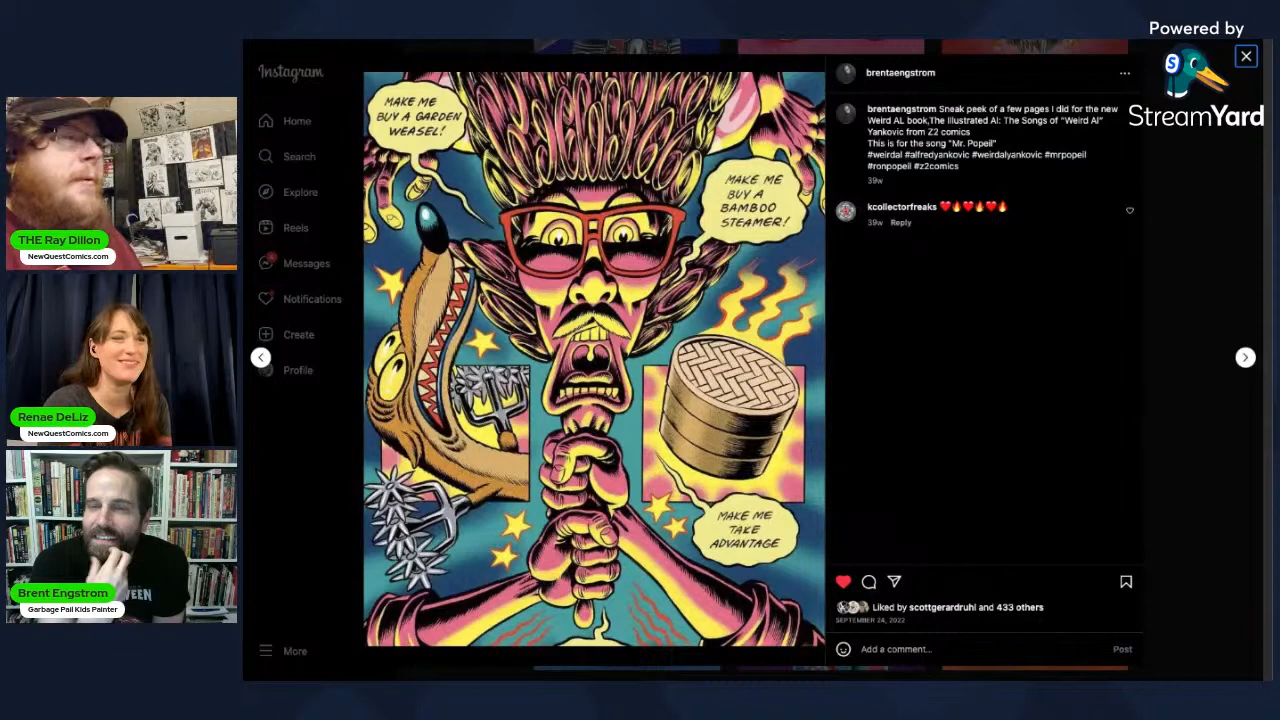 Powered by
StreamYard
THE Ray Dillon
NewQuestComics.com
Renae DeLiz
NewQuestComics.com
Brent Engstrom
Garbage Pail Kids Painter
Instagram
Home
Search
Explore
Reels
Messages
Notifications
Create
Profile
More
MAKE ME
BUY A GARDEN
WEASEL!
MAKE ME
BUY A
BAMBOO
STEAMER!
MAKE ME
TAKE
ADVANTAGE
brentaengstrom
brentaengstrom Sneak peek of a few pages I did for the new
Weird AL book,The Illustrated Al: The Songs of "Weird Al"
Yankovic from Z2 comics
This is for the song "Mr. Popeil"
#weirdal #alfredyankovic #weirdalyankovic #mrpopeil
#ronpopeil #z2comics
39w
kcollectorfreaks ❤️🔥❤️🔥❤️🔥
39w Reply
Liked by scottgerardruhl and 433 others
SEPTEMBER 24, 2022
Add a comment...
Post